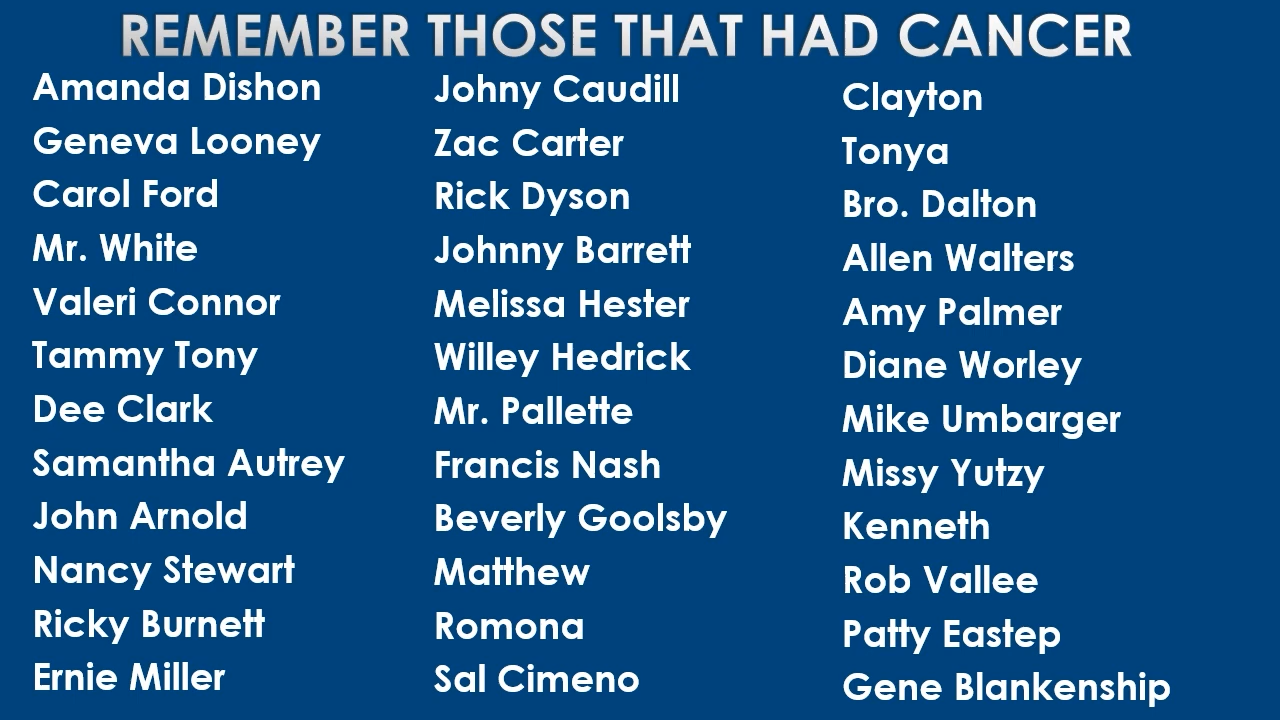 REMEMBER THOSE THAT HAD CANCER
Amanda Dishon
Geneva Looney
Carol Ford
Mr. White
Valeri Connor
Tammy Tony
Dee Clark
Samantha Autrey
John Arnold
Nancy Stewart
Ricky Burnett
Ernie Miller
Johny Caudill
Zac Carter
Rick Dyson
Johnny Barrett
Melissa Hester
Willey Hedrick
Mr. Pallette
Francis Nash
Beverly Goolsby
Matthew
Romona
Sal Cimeno
Clayton
Tonya
Bro. Dalton
Allen Walters
Amy Palmer
Diane Worley
Mike Umbarger
Missy Yutzy
Kenneth
Rob Vallee
Patty Eastep
Gene Blankenship